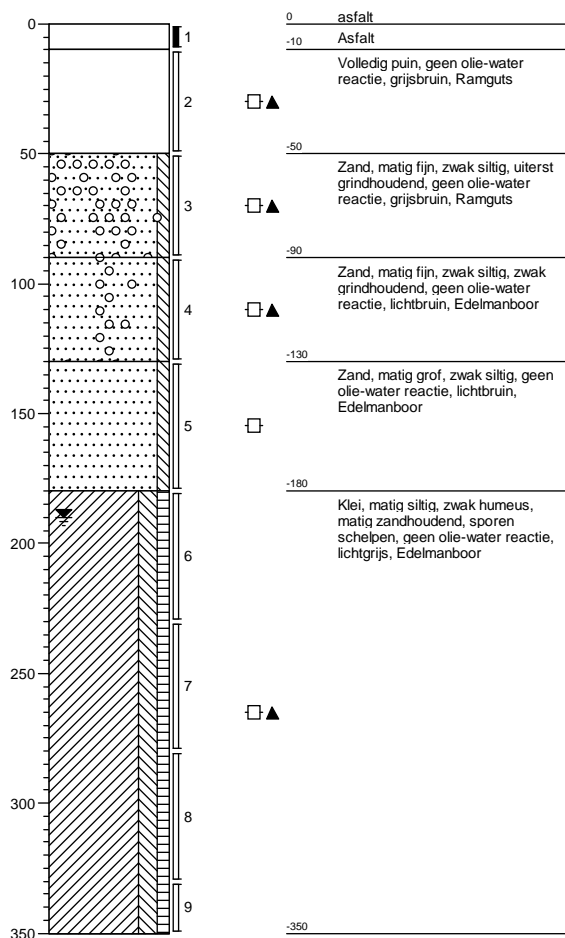 0
asfalt
0
1
-10
Asfalt
Volledig puin, geen olie-water
reactie, grijsbruin, Ramguts
2
50
-50
Zand, matig fijn, zwak siltig, uiterst
grindhoudend, geen olie-water
reactie, grijsbruin, Ramguts
3
-90
Zand, matig fijn, zwak siltig, zwak
grindhoudend, geen olie-water
reactie, lichtbruin, Edelmanboor
100
4
-130
Zand, matig grof, zwak siltig, geen
olie-water reactie, lichtbruin,
Edelmanboor
150
5
-180
Klei, matig siltig, zwak humeus,
matig zandhoudend, sporen
schelpen, geen olie-water reactie,
lichtgrijs, Edelmanboor
200
6
250
7
300
8
9
350
-350